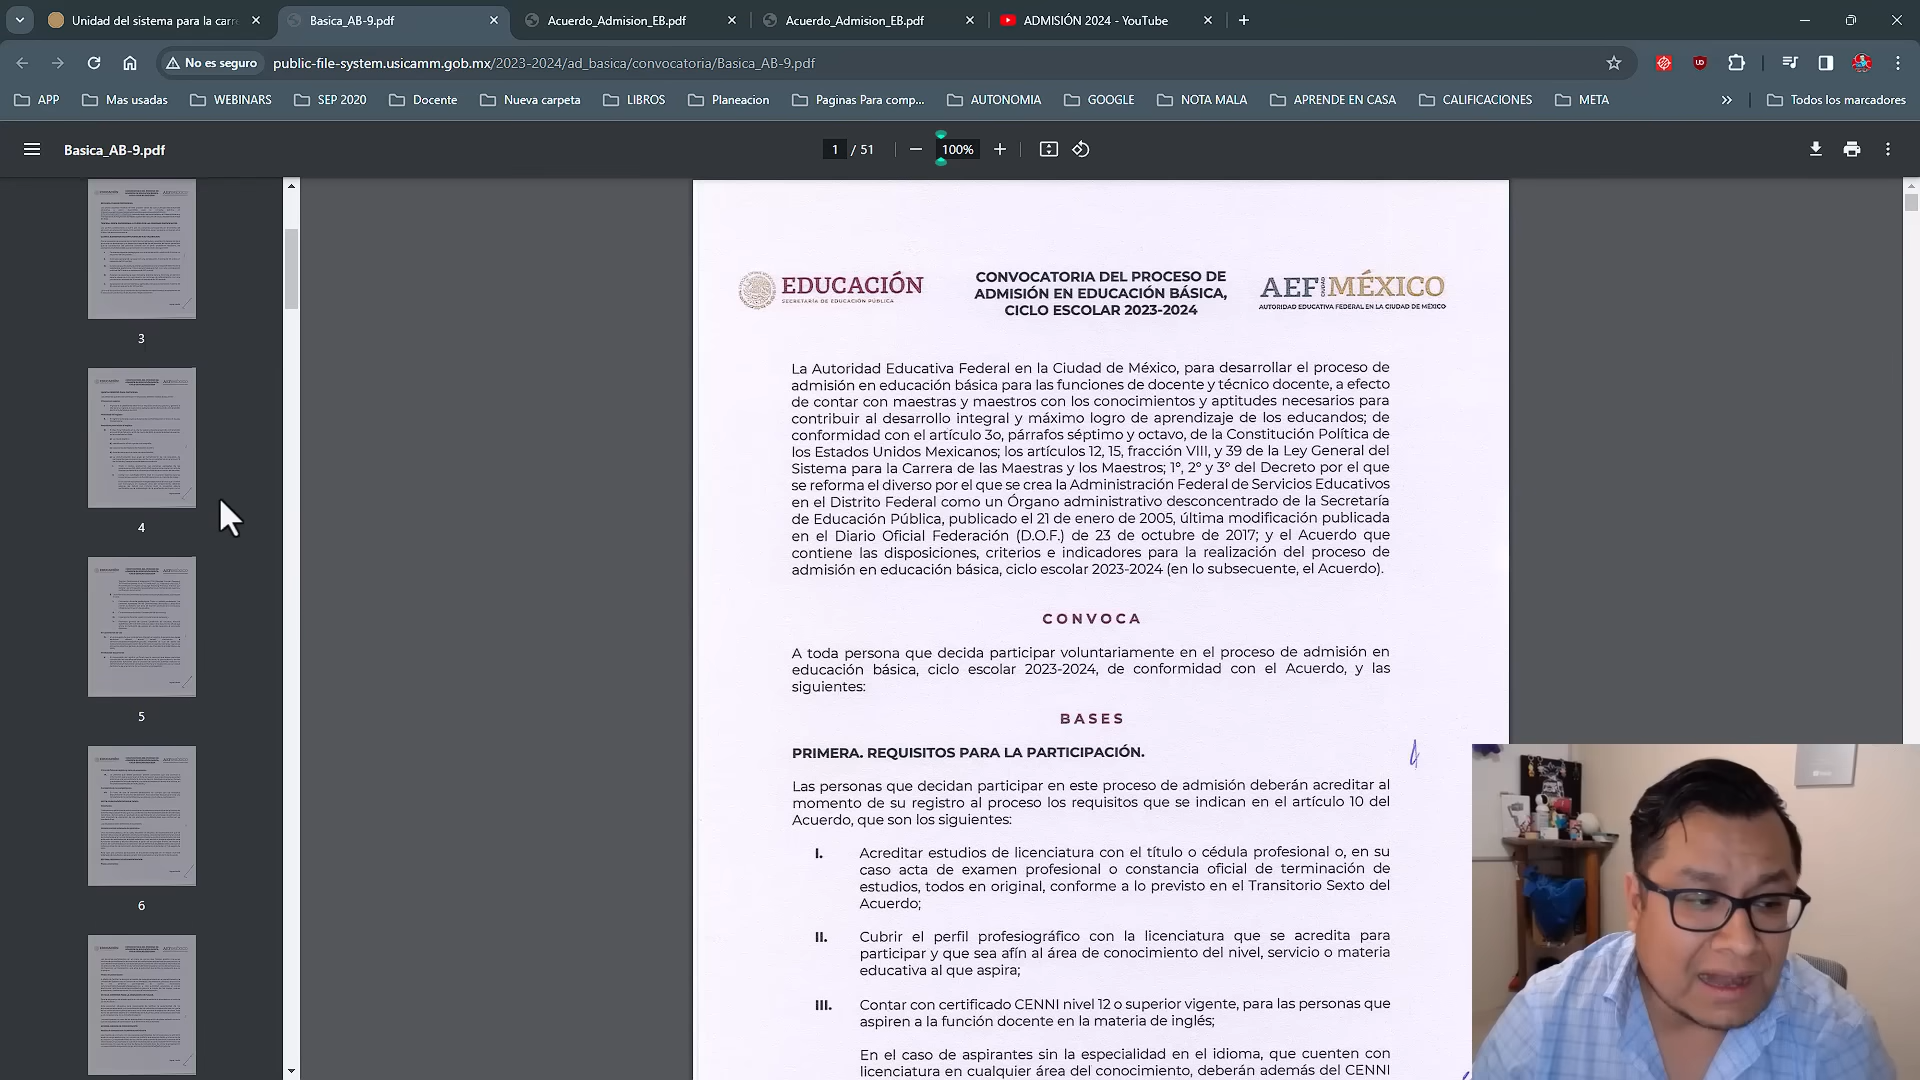 Unidad del sistema para la carr
Basica_AB-9.pdf
Acuerdo_Admision_EB.pdf
Acuerdo_Admision_EB.pdf
ADMISIÓN 2024 - YouTube
No es seguro
public-file-system.usicamm.gob.mx/2023-2024/ad_basica/convocatoria/Basica_AB-9.pdf
APP
Mas usadas
WEBINARS
SEP 2020
Docente
Nueva carpeta
LIBROS
Planeacion
Paginas Para comp...
AUTONOMIA
GOOGLE
NOTA MALA
APRENDE EN CASA
CALIFICACIONES
META
Todos los marcadores
Basica_AB-9.pdf
1 / 51
100%
3
4
5
6
EDUCACIÓN
SECRETARÍA DE EDUCACIÓN PÚBLICA
CONVOCATORIA DEL PROCESO DE
ADMISIÓN EN EDUCACIÓN BÁSICA,
CICLO ESCOLAR 2023-2024
AEF CIUDAD DE MÉXICO
AUTORIDAD EDUCATIVA FEDERAL EN LA CIUDAD DE MÉXICO
La Autoridad Educativa Federal en la Ciudad de México, para desarrollar el proceso de
admisión en educación básica para las funciones de docente y técnico docente, a efecto
de contar con maestras y maestros con los conocimientos y aptitudes necesarios para
contribuir al desarrollo integral y máximo logro de aprendizaje de los educandos; de
conformidad con el artículo 3o, párrafos séptimo y octavo, de la Constitución Política de
los Estados Unidos Mexicanos; los artículos 12, 15, fracción VIII, y 39 de la Ley General del
Sistema para la Carrera de las Maestras y los Maestros; 1º, 2º y 3º del Decreto por el que
se reforma el diverso por el que se crea la Administración Federal de Servicios Educativos
en el Distrito Federal como un Órgano administrativo desconcentrado de la Secretaría
de Educación Pública, publicado el 21 de enero de 2005, última modificación publicada
en el Diario Oficial Federación (D.O.F.) de 23 de octubre de 2017; y el Acuerdo que
contiene las disposiciones, criterios e indicadores para la realización del proceso de
admisión en educación básica, ciclo escolar 2023-2024 (en lo subsecuente, el Acuerdo).
CONVOCA
A toda persona que decida participar voluntariamente en el proceso de admisión en
educación básica, ciclo escolar 2023-2024, de conformidad con el Acuerdo, y las
siguientes:
BASES
PRIMERA. REQUISITOS PARA LA PARTICIPACIÓN.
Las personas que decidan participar en este proceso de admisión deberán acreditar al
momento de su registro al proceso los requisitos que se indican en el artículo 10 del
Acuerdo, que son los siguientes:
I. Acreditar estudios de licenciatura con el título o cédula profesional o, en su
caso acta de examen profesional o constancia oficial de terminación de
estudios, todos en original, conforme a lo previsto en el Transitorio Sexto del
Acuerdo;
II. Cubrir el perfil profesiográfico con la licenciatura que se acredita para
participar y que sea afín al área de conocimiento del nivel, servicio o materia
educativa al que aspira;
III. Contar con certificado CENNI nivel 12 o superior vigente, para las personas que
aspiren a la función docente en la materia de inglés;
En el caso de aspirantes sin la especialidad en el idioma, que cuenten con
licenciatura en cualquier área del conocimiento, deberán además del CENNI